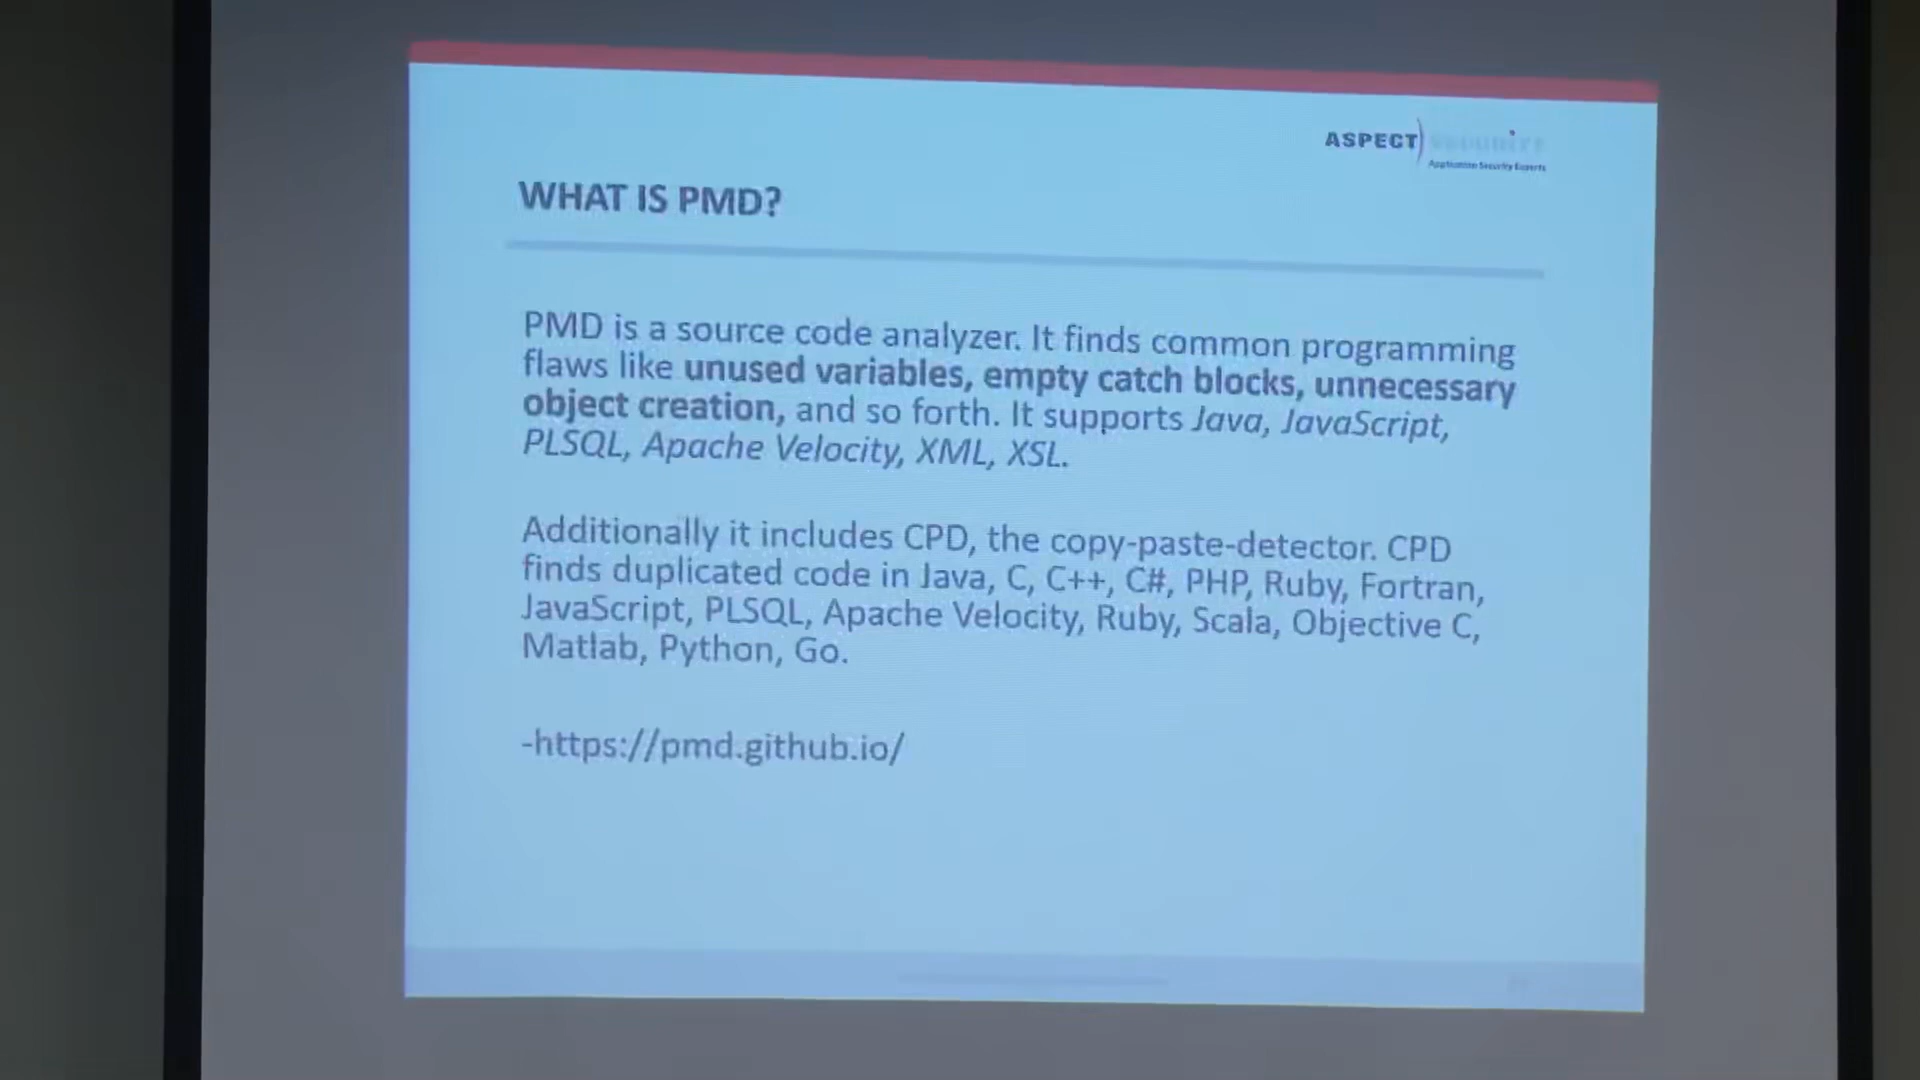 ASPECT
Application Security Experts
WHAT IS PMD?
PMD is a source code analyzer. It finds common programming
flaws like unused variables, empty catch blocks, unnecessary
object creation, and so forth. It supports Java, JavaScript,
PLSQL, Apache Velocity, XML, XSL.
Additionally it includes CPD, the copy-paste-detector. CPD
finds duplicated code in Java, C, C++, C#, PHP, Ruby, Fortran,
JavaScript, PLSQL, Apache Velocity, Ruby, Scala, Objective C,
Matlab, Python, Go.
-https://pmd.github.io/